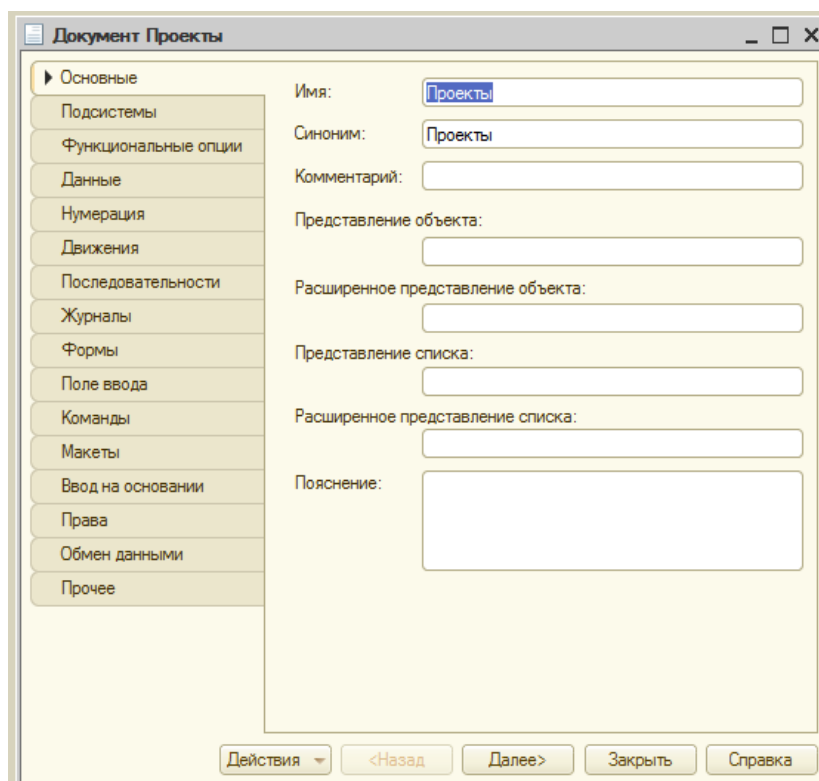 Документ Проекты
Основные
Подсистемы
Функциональные опции
Данные
Нумерация
Движения
Последовательности
Журналы
Формы
Поле ввода
Команды
Макеты
Ввод на основании
Права
Обмен данными
Прочее
Имя: Проекты
Синоним: Проекты
Комментарий:
Представление объекта:
Расширенное представление объекта:
Представление списка:
Расширенное представление списка:
Пояснение:
Действия <Назад Далее> Закрыть Справка